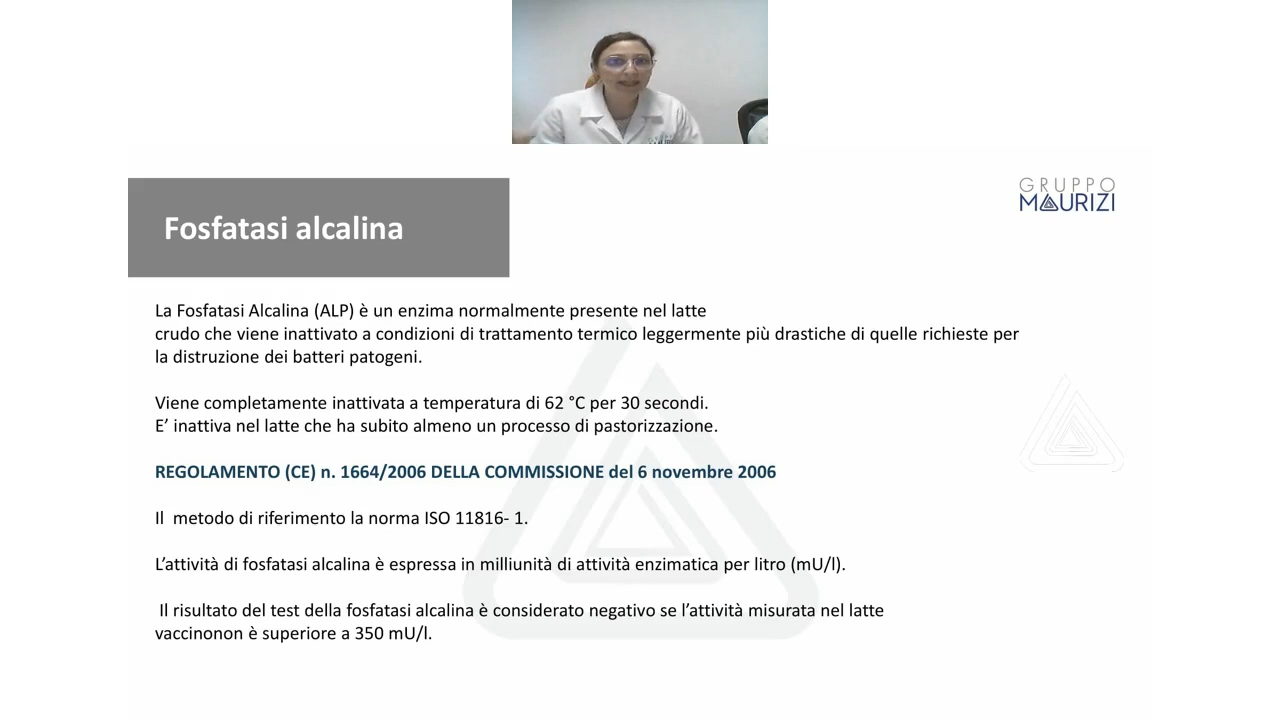 GRUPPO
MAURIZI
Fosfatasi alcalina
La Fosfatasi Alcalina (ALP) è un enzima normalmente presente nel latte
crudo che viene inattivato a condizioni di trattamento termico leggermente più drastiche di quelle richieste per
la distruzione dei batteri patogeni.
Viene completamente inattivata a temperatura di 62 °C per 30 secondi.
E’ inattiva nel latte che ha subito almeno un processo di pastorizzazione.
REGOLAMENTO (CE) n. 1664/2006 DELLA COMMISSIONE del 6 novembre 2006
Il  metodo di riferimento la norma ISO 11816- 1.
L’attività di fosfatasi alcalina è espressa in milliunità di attività enzimatica per litro (mU/l).
Il risultato del test della fosfatasi alcalina è considerato negativo se l’attività misurata nel latte
vaccinonon è superiore a 350 mU/l.